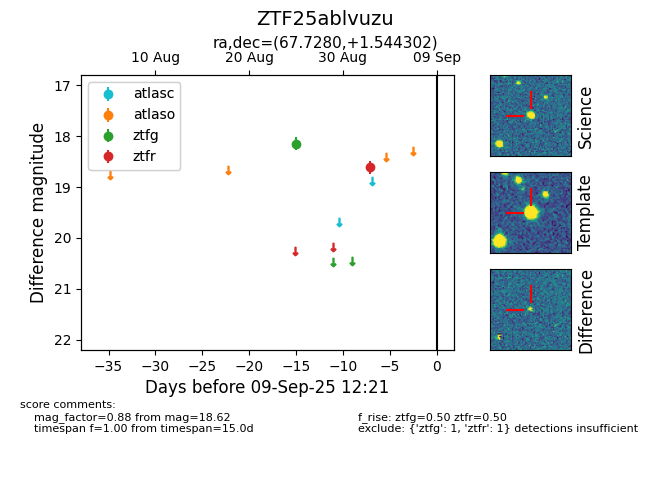 ZTF25ablvuzu
ra,dec=(67.7280,+1.544302)
10 Aug 20 Aug 30 Aug 09 Sep
atlasc
atlaso
ztfg
ztfr
17
18
19
20
21
22
Difference magnitude
−35 −30 −25 −20 −15 −10 −5 0
Days before 09-Sep-25 12:21
Science
Template
Difference
score comments:
mag_factor=0.88 from mag=18.62
timespan f=1.00 from timespan=15.0d
f_rise: ztfg=0.50 ztfr=0.50
exclude: {'ztfg': 1, 'ztfr': 1} detections insufficient